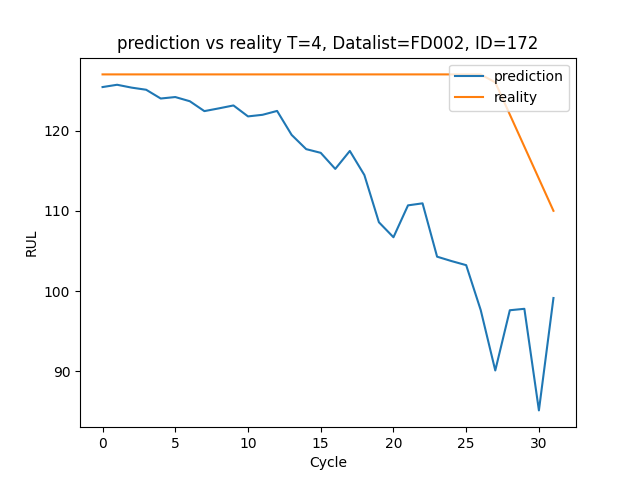 prediction vs reality T=4, Datalist=FD002, ID=172
prediction
reality
120
110
100
90
RUL
0 5 10 15 20 25 30
Cycle